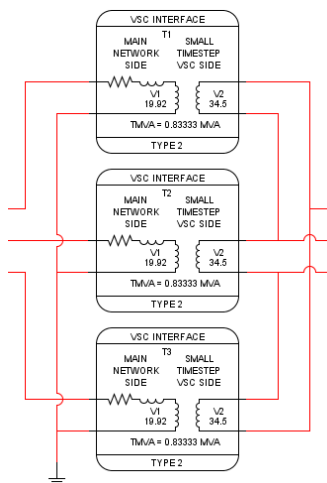 VSC INTERFACE
T1
MAIN SMALL
NETWORK TIMESTEP
SIDE VSC SIDE
V1 V2
19.92 34.5
TMVA = 0.83333 MVA
TYPE 2
VSC INTERFACE
T2
MAIN SMALL
NETWORK TIMESTEP
SIDE VSC SIDE
V1 V2
19.92 34.5
TMVA = 0.83333 MVA
TYPE 2
VSC INTERFACE
T3
MAIN SMALL
NETWORK TIMESTEP
SIDE VSC SIDE
V1 V2
19.92 34.5
TMVA = 0.83333 MVA
TYPE 2